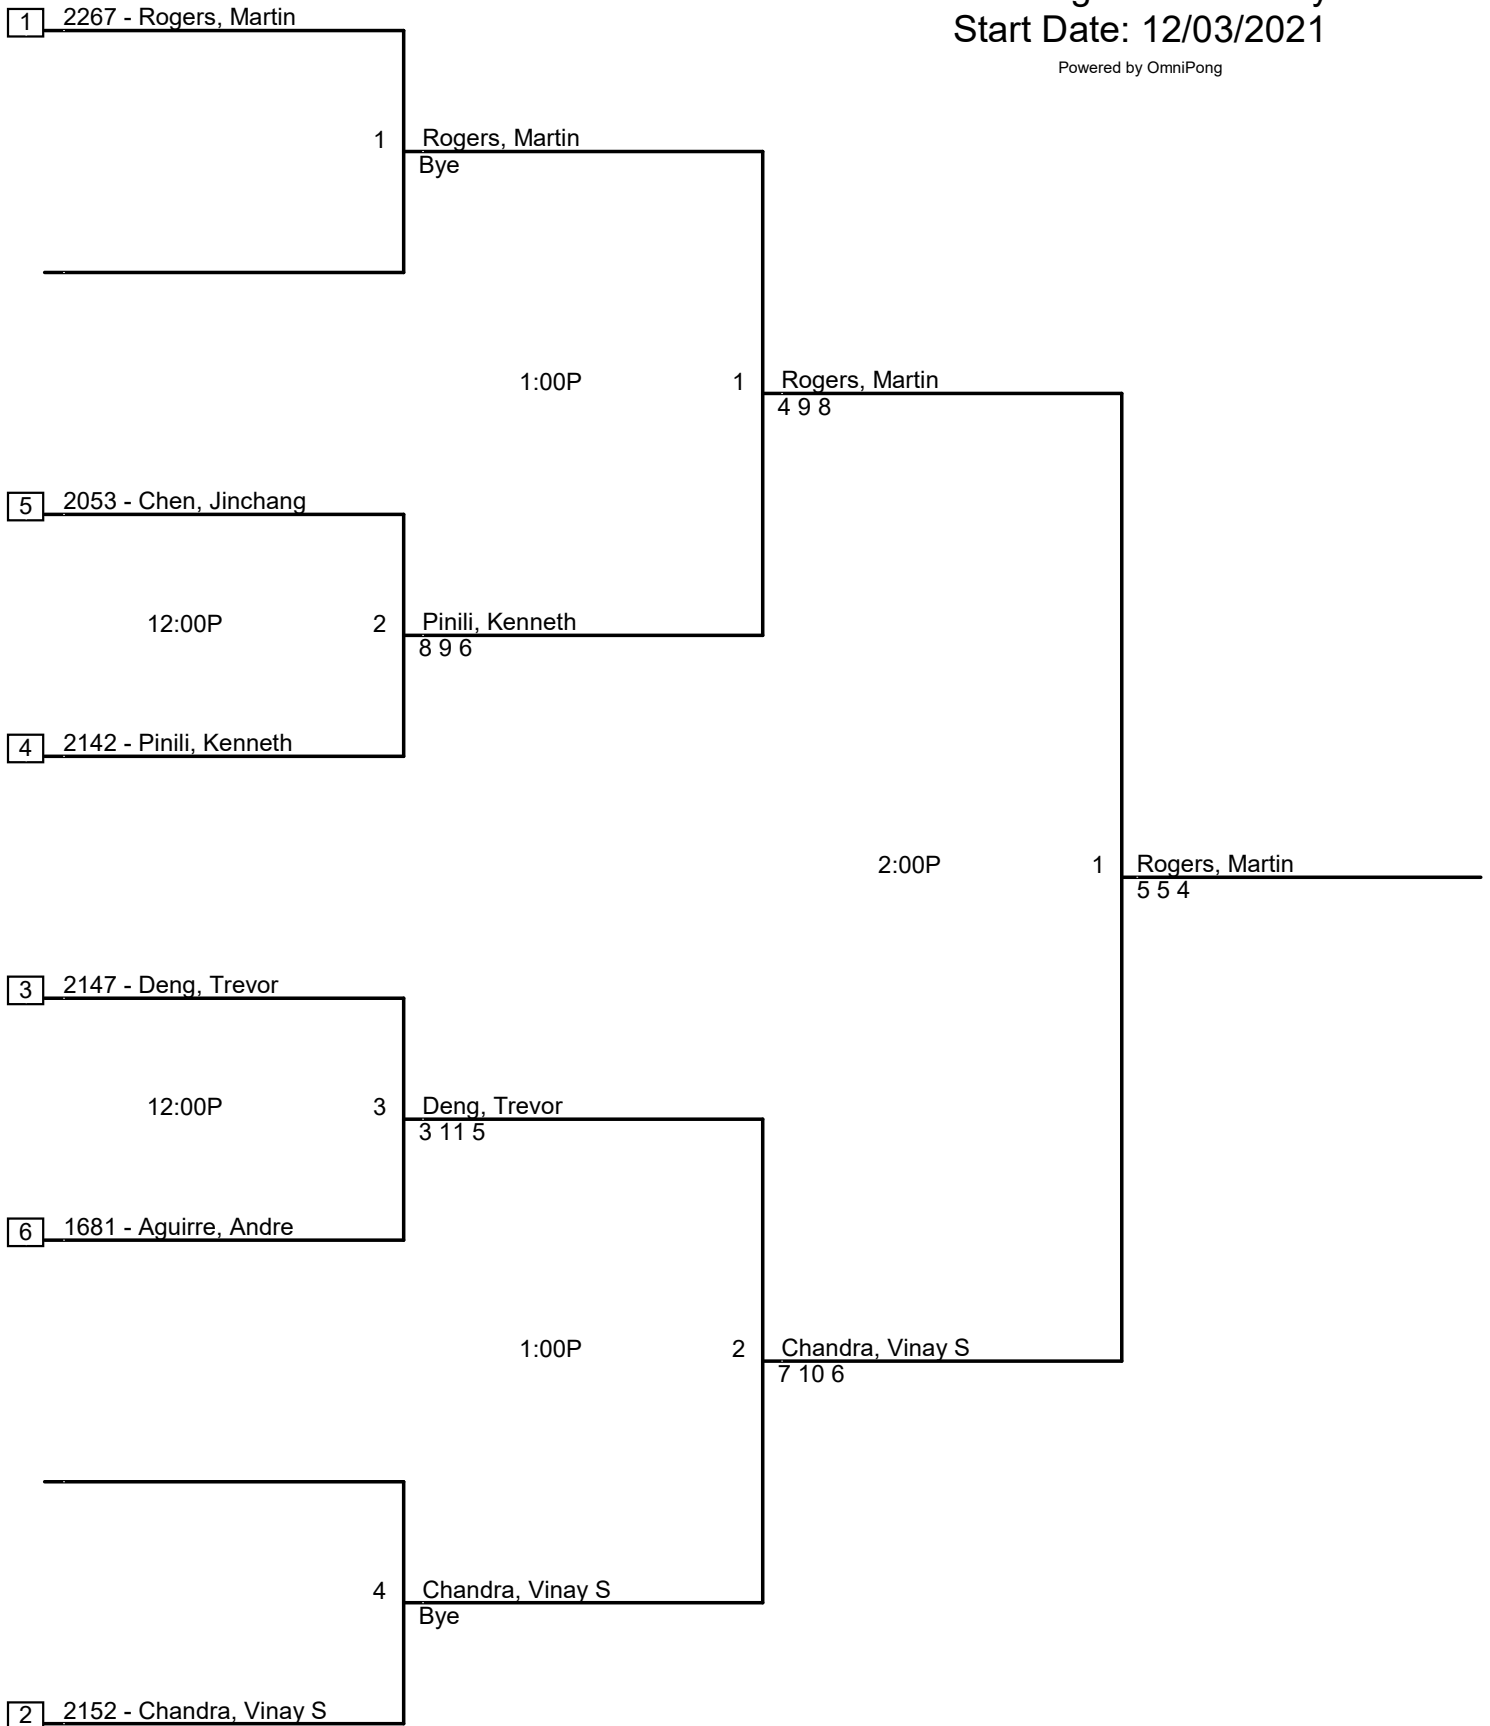 1 2267 - Rogers, Martin
Start Date: 12/03/2021
Powered by OmniPong
1 Rogers, Martin
Bye
1:00P 1 Rogers, Martin
4 9 8
5 2053 - Chen, Jinchang
12:00P 2 Pinili, Kenneth
8 9 6
4 2142 - Pinili, Kenneth
2:00P 1 Rogers, Martin
5 5 4
3 2147 - Deng, Trevor
12:00P 3 Deng, Trevor
3 11 5
6 1681 - Aguirre, Andre
1:00P 2 Chandra, Vinay S
7 10 6
4 Chandra, Vinay S
Bye
2 2152 - Chandra, Vinay S